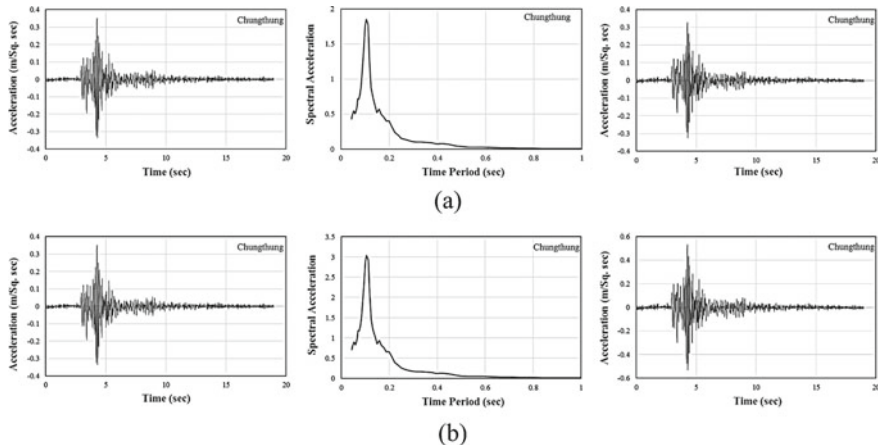 Chungthung
Acceleration (m/Sq. sec)
0.4
0.3
0.2
0.1
0
-0.1
-0.2
-0.3
-0.4
0 5 10 15 20
Time (sec)
Chungthung
Spectral Acceleration
2
1.5
1
0.5
0
0 0.2 0.4 0.6 0.8 1
Time Period (sec)
Chungthung
Acceleration (m/Sq. sec)
0.4
0.3
0.2
0.1
0
-0.1
-0.2
-0.3
-0.4
0 5 10 15 20
Time (sec)
(a)
Chungthung
Acceleration (m/Sq. sec)
0.4
0.3
0.2
0.1
0
-0.1
-0.2
-0.3
-0.4
0 5 10 15 20
Time (sec)
Chungthung
Spectral Acceleration
3.5
3
2.5
2
1.5
1
0.5
0
0 0.2 0.4 0.6 0.8 1
Time Period (sec)
Chungthung
Acceleration (m/Sq. sec)
0.6
0.4
0.2
0
-0.2
-0.4
-0.6
0 5 10 15 20
Time (sec)
(b)